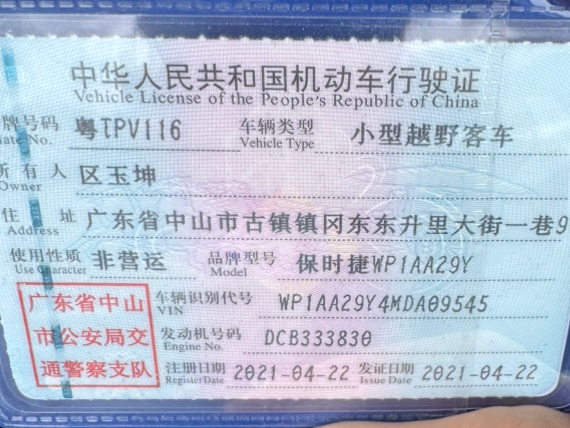 中华人民共和国机动车行驶证
Vehicle License of the People's Republic of China
牌号码 粤TPV116 车辆类型 小型越野客车
late No. Vehicle Type
所有人 区玉坤
Owner
住址 广东省中山市古镇镇冈东东升里大街一巷9
Address
使用性质 非营运 品牌型号 保时捷WP1AA29Y
Use Character Model
广东省中山 车辆识别代号 WP1AA29Y4MDA09545
VIN
市公安局交 发动机号码 DCB333830
Engine No.
通警察支队 注册日期 2021-04-22 发证日期 2021-04-22
Register Date Issue Date